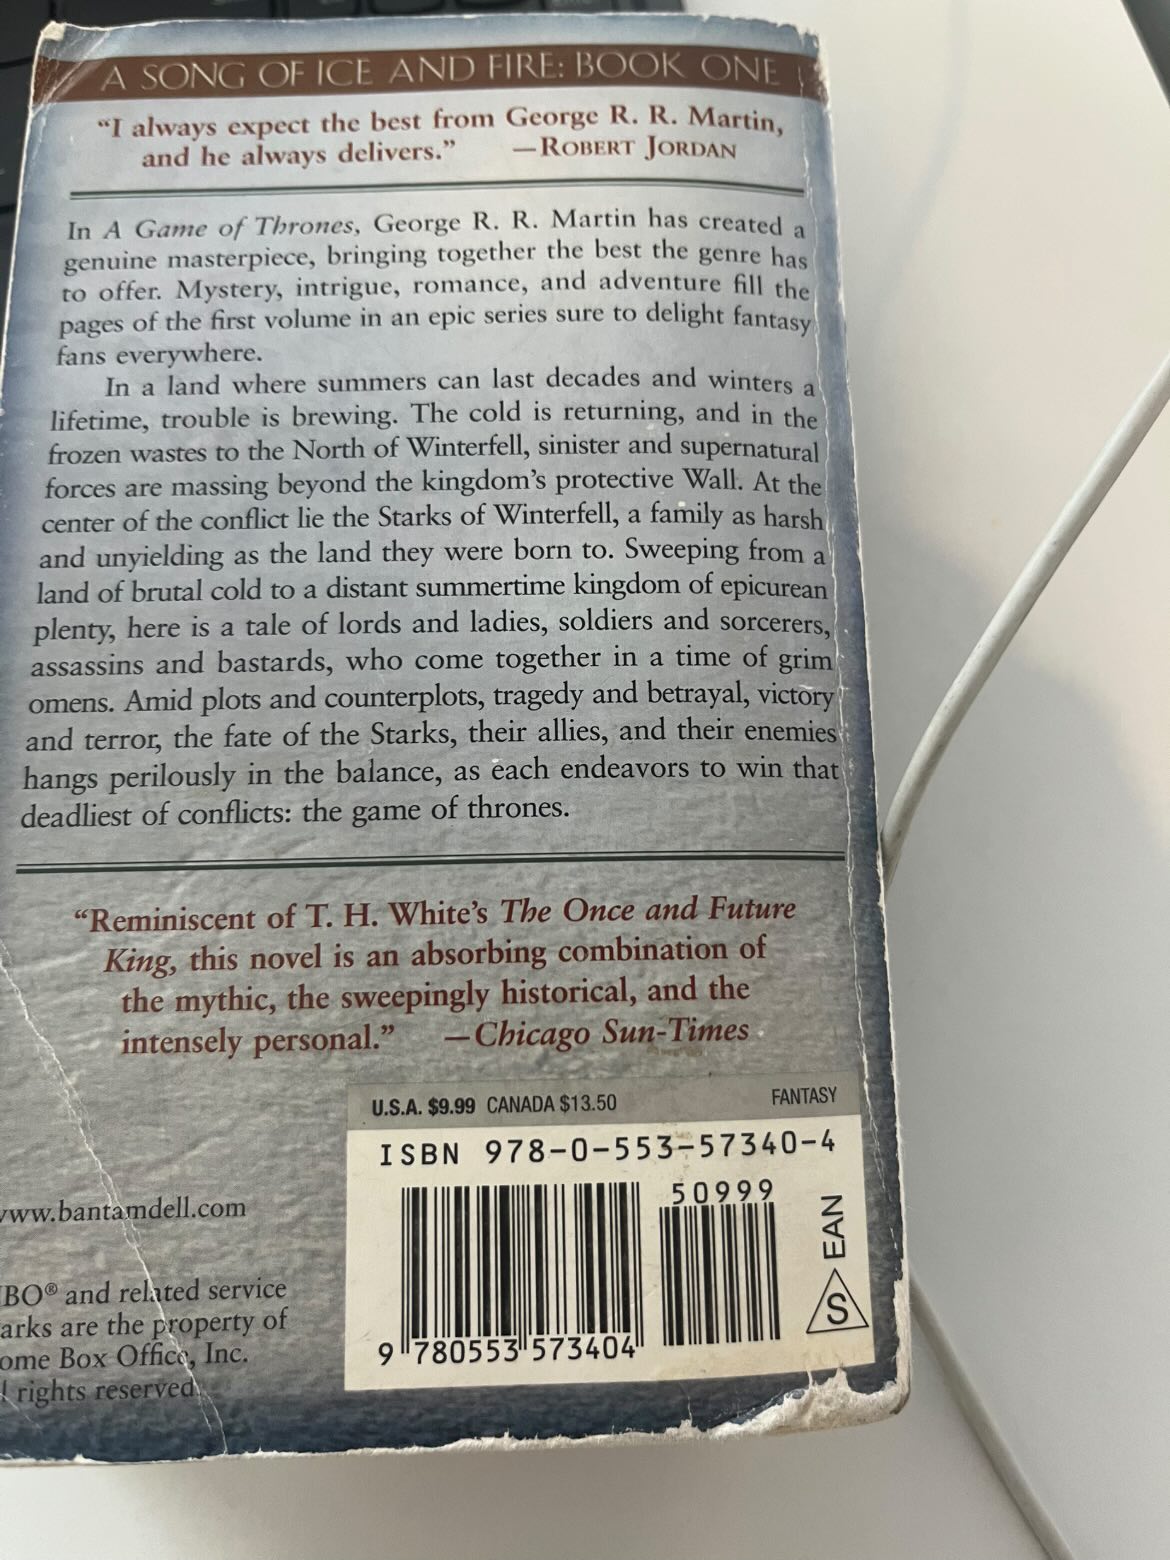 A SONG OF ICE AND FIRE: BOOK ONE
“I always expect the best from George R. R. Martin,
and he always delivers.” —ROBERT JORDAN
In A Game of Thrones, George R. R. Martin has created a
genuine masterpiece, bringing together the best the genre has
to offer. Mystery, intrigue, romance, and adventure fill the
pages of the first volume in an epic series sure to delight fantasy
fans everywhere.
In a land where summers can last decades and winters a
lifetime, trouble is brewing. The cold is returning, and in the
frozen wastes to the North of Winterfell, sinister and supernatural
forces are massing beyond the kingdom’s protective Wall. At the
center of the conflict lie the Starks of Winterfell, a family as harsh
and unyielding as the land they were born to. Sweeping from a
land of brutal cold to a distant summertime kingdom of epicurean
plenty, here is a tale of lords and ladies, soldiers and sorcerers,
assassins and bastards, who come together in a time of grim
omens. Amid plots and counterplots, tragedy and betrayal, victory
and terror, the fate of the Starks, their allies, and their enemies
hangs perilously in the balance, as each endeavors to win that
deadliest of conflicts: the game of thrones.
“Reminiscent of T. H. White’s The Once and Future
King, this novel is an absorbing combination of
the mythic, the sweepingly historical, and the
intensely personal.” —Chicago Sun-Times
U.S.A. $9.99 CANADA $13.50 FANTASY
ISBN 978-0-553-57340-4
50999
EAN
S
9 780553 573404
www.bantamdell.com
BO® and related service
arks are the property of
ome Box Office, Inc.
l rights reserved.